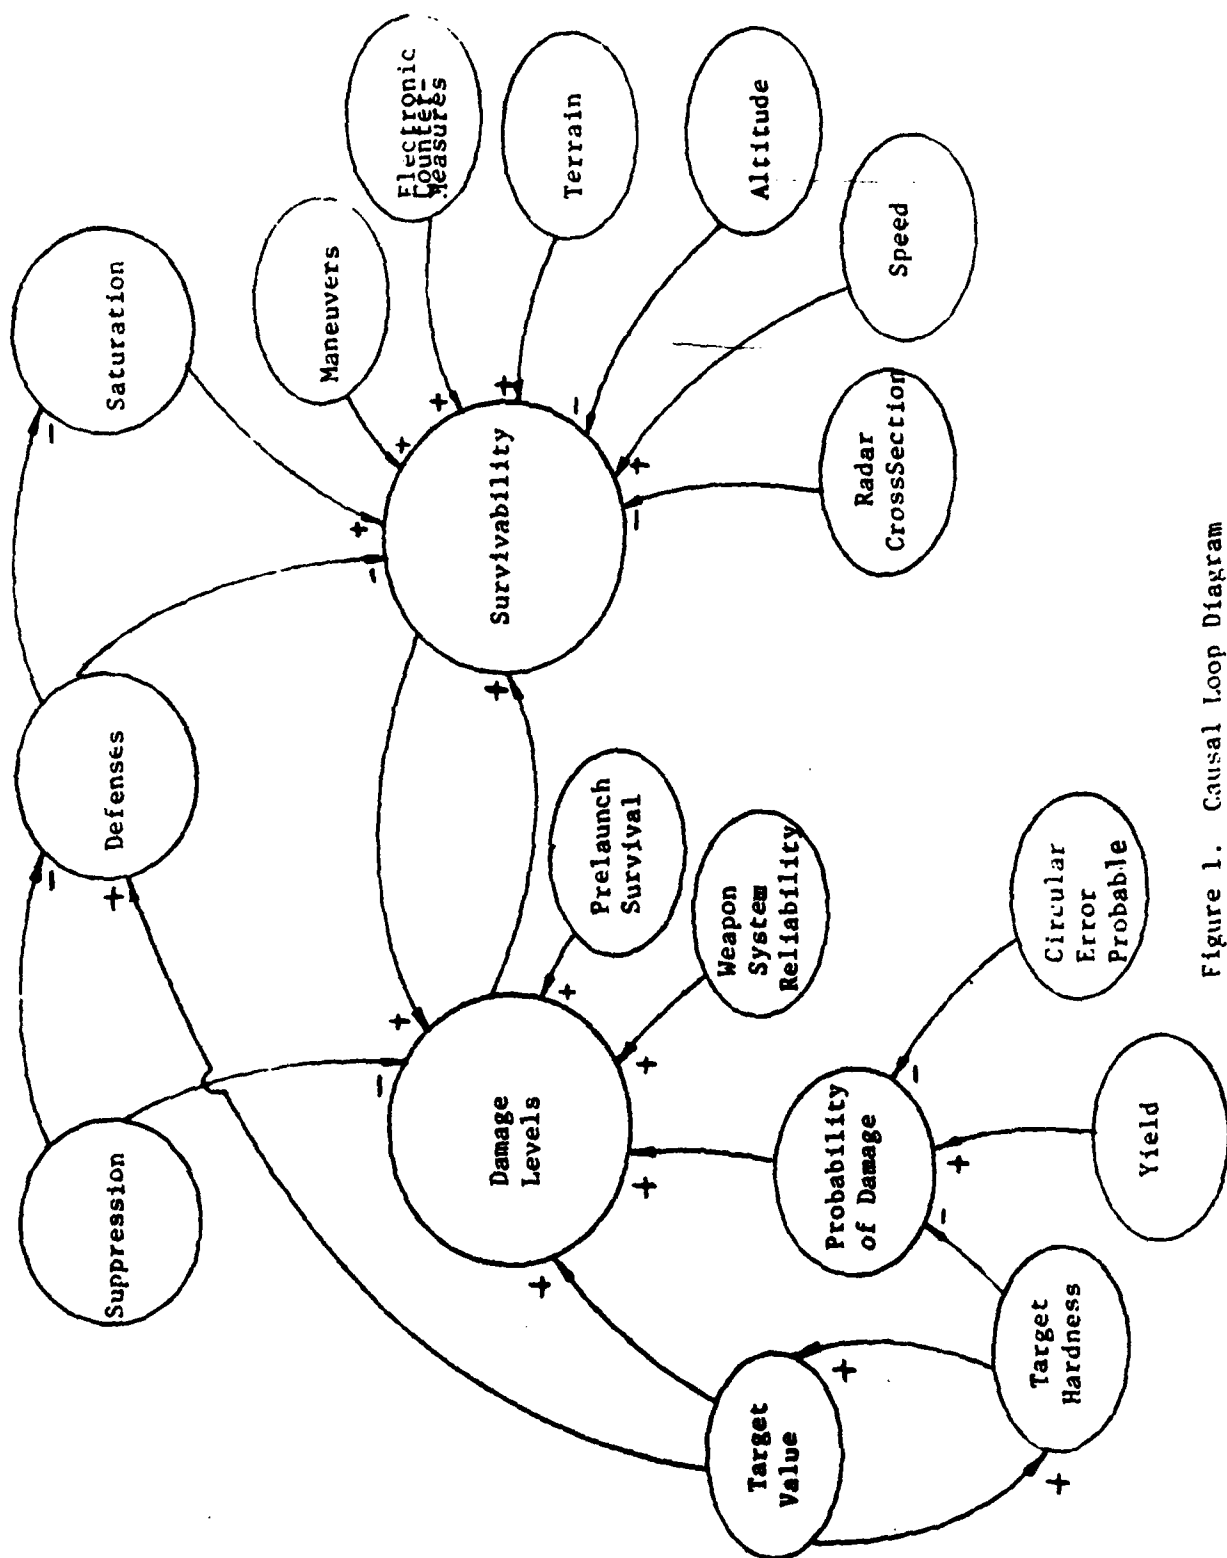 Suppression
-
Defenses
+
-
Saturation
-
+
-
Maneuvers
+
Electronic
Counter-
Measures
+
Terrain
+
Altitude
-
Speed
+
Radar
CrossSection
-
Survivability
+
+
Damage
Levels
Prelaunch
Survival
+
Weapon
System
Reliability
+
+
+
Probability
of Damage
-
+
-
Circular
Error
Probable
Yield
Target
Value
+
Target
Hardness
+
Figure 1. Causal Loop Diagram